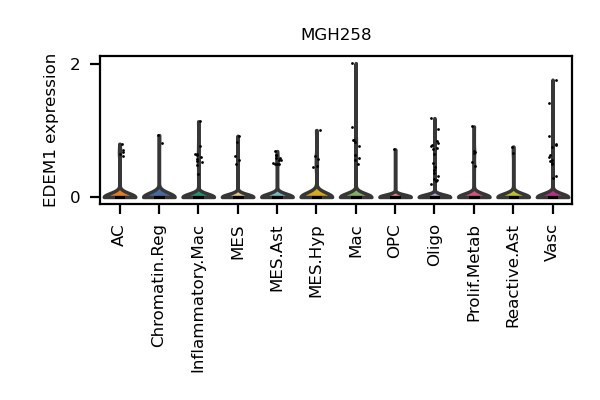 MGH258
EDEM1 expression
2
0
AC
Chromatin.Reg
Inflammatory.Mac
MES
MES.Ast
MES.Hyp
Mac
OPC
Oligo
Prolif.Metab
Reactive.Ast
Vasc